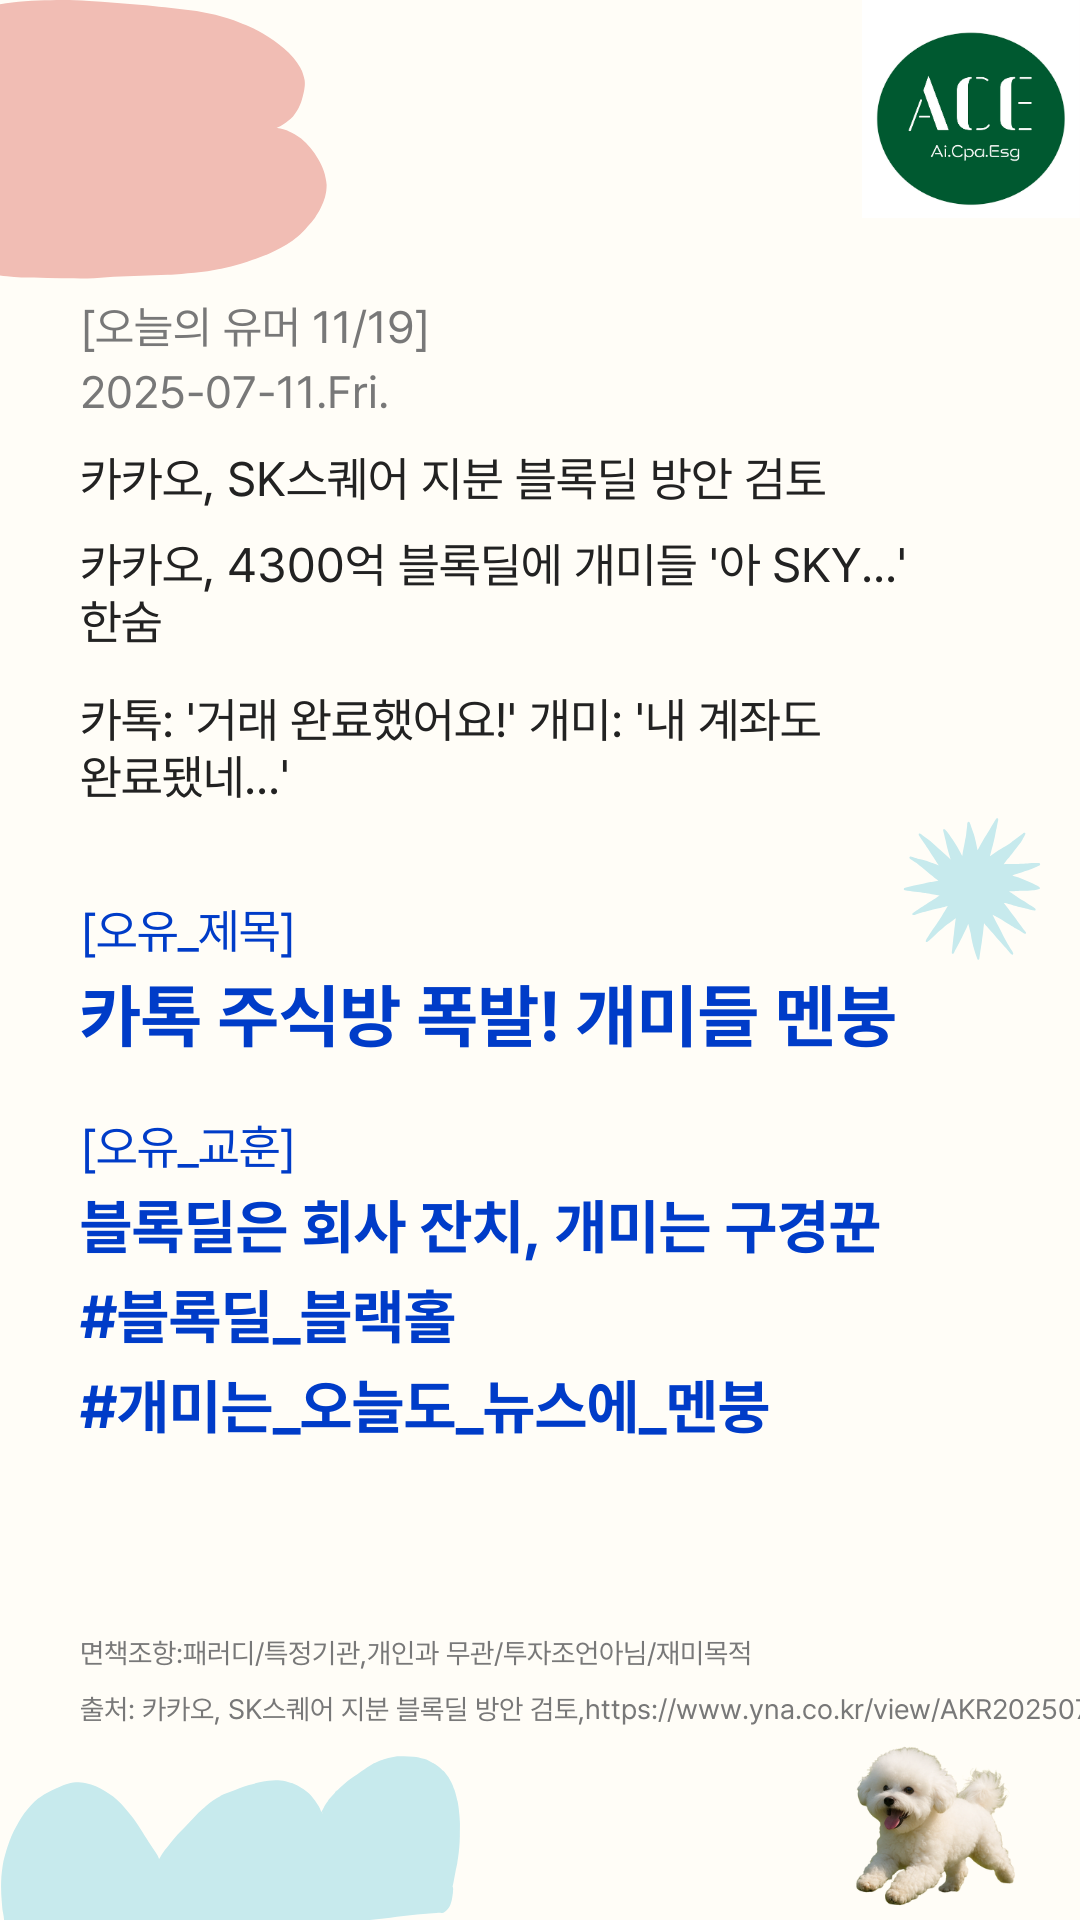 ACE
Ai.Cpa.Esg
[오늘의 유머 11/19]
2025-07-11.Fri.
카카오, SK스퀘어 지분 블록딜 방안 검토
카카오, 4300억 블록딜에 개미들 '아 SKY...'
한숨
카톡: '거래 완료했어요!' 개미: '내 계좌도
완료됐네...'
[오유_제목]
카톡 주식방 폭발! 개미들 멘붕
[오유_교훈]
블록딜은 회사 잔치, 개미는 구경꾼
#블록딜_블랙홀
#개미는_오늘도_뉴스에_멘붕
면책조항:패러디/특정기관,개인과 무관/투자조언아님/재미목적
출처: 카카오, SK스퀘어 지분 블록딜 방안 검토,https://www.yna.co.kr/view/AKR202507